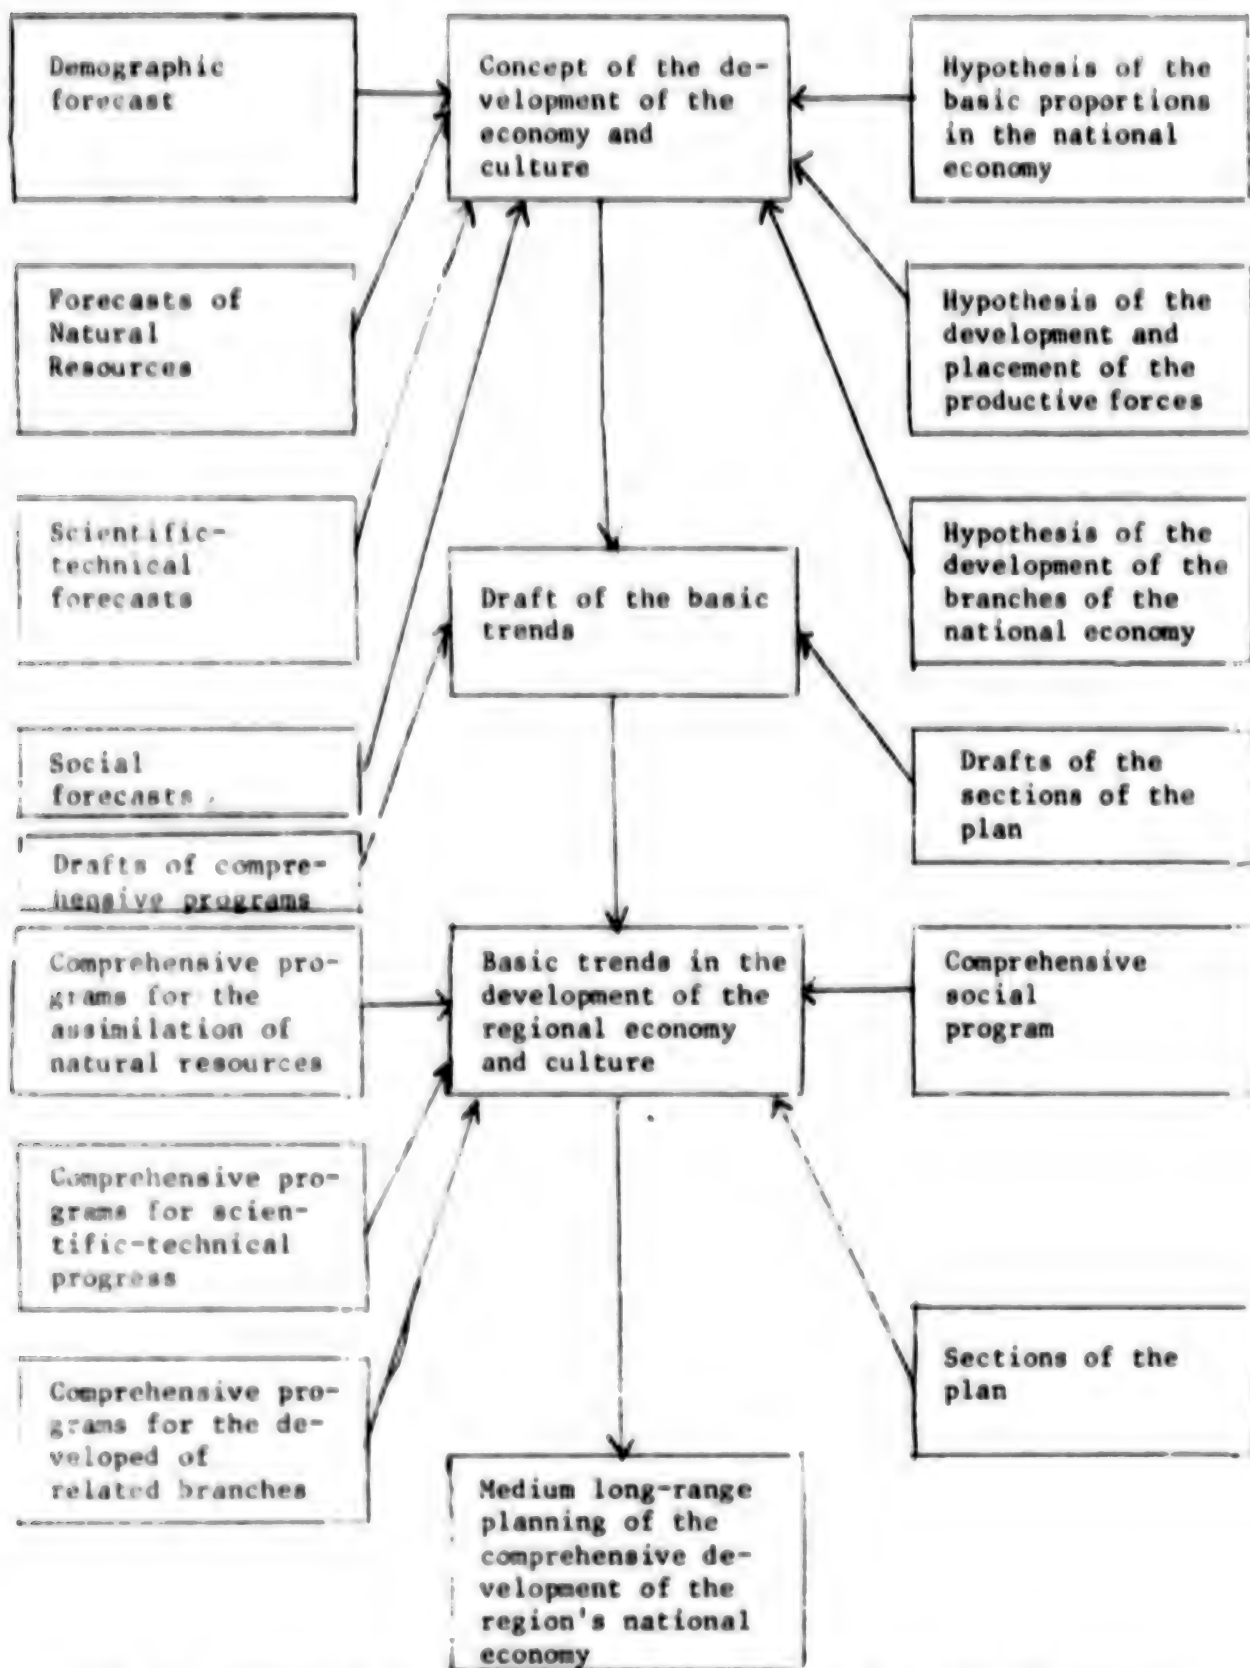 Demographic
forecast
Concept of the de-
velopment of the
economy and
culture
Hypothesis of the
basic proportions
in the national
economy
Forecasts of
Natural
Resources
Hypothesis of the
development and
placement of the
productive forces
Scientific-
technical
forecasts
Draft of the basic
trends
Hypothesis of the
development of the
branches of the
national economy
Social
forecasts
Drafts of the
sections of the
plan
Drafts of compre-
hensive programs
Comprehensive pro-
grams for the
assimilation of
natural resources
Basic trends in the
development of the
regional economy
and culture
Comprehensive
social
program
Comprehensive pro-
grams for scien-
tific-technical
progress
Sections of the
plan
Comprehensive pro-
grams for the de-
veloped of
related branches
Medium long-range
planning of the
comprehensive de-
velopment of the
region's national
economy